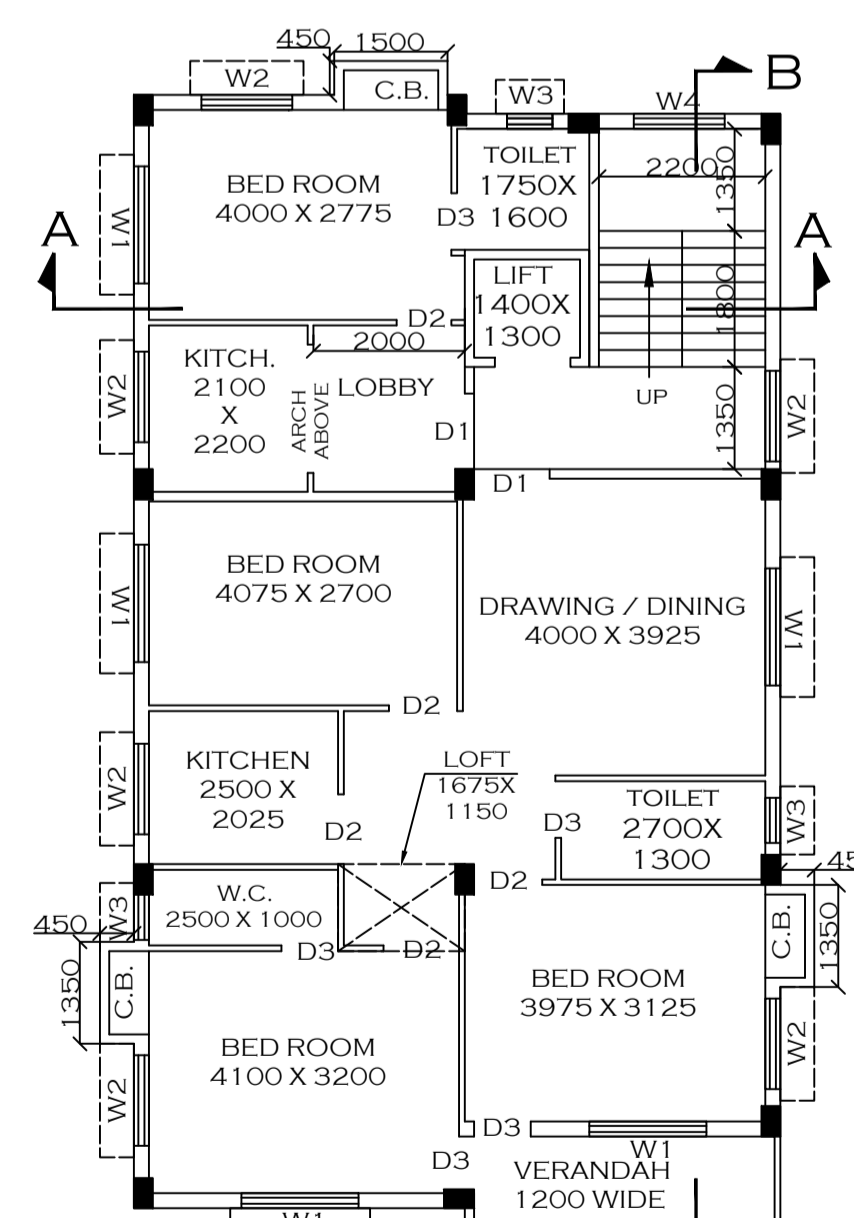 450
1500
B
W2
C.B.
W3
W4
TOILET
1750X
1600
2200
1350
BED ROOM
4000 X 2775
D3
W1
A
A
LIFT
1400X
1300
1800
D2
2000
KITCH.
2100
X
2200
ARCH
ABOVE
LOBBY
UP
W2
W2
D1
1350
D1
BED ROOM
4075 X 2700
W1
DRAWING / DINING
4000 X 3925
W1
D2
KITCHEN
2500 X
2025
W2
LOFT
1675X
1150
TOILET
2700X
1300
W3
D2
D3
D2
W.C.
2500 X 1000
W3
450
D3
D2
C.B.
1350
C.B.
1350
BED ROOM
3975 X 3125
W2
BED ROOM
4100 X 3200
W2
D3
W1
D3
VERANDAH
1200 WIDE
W1